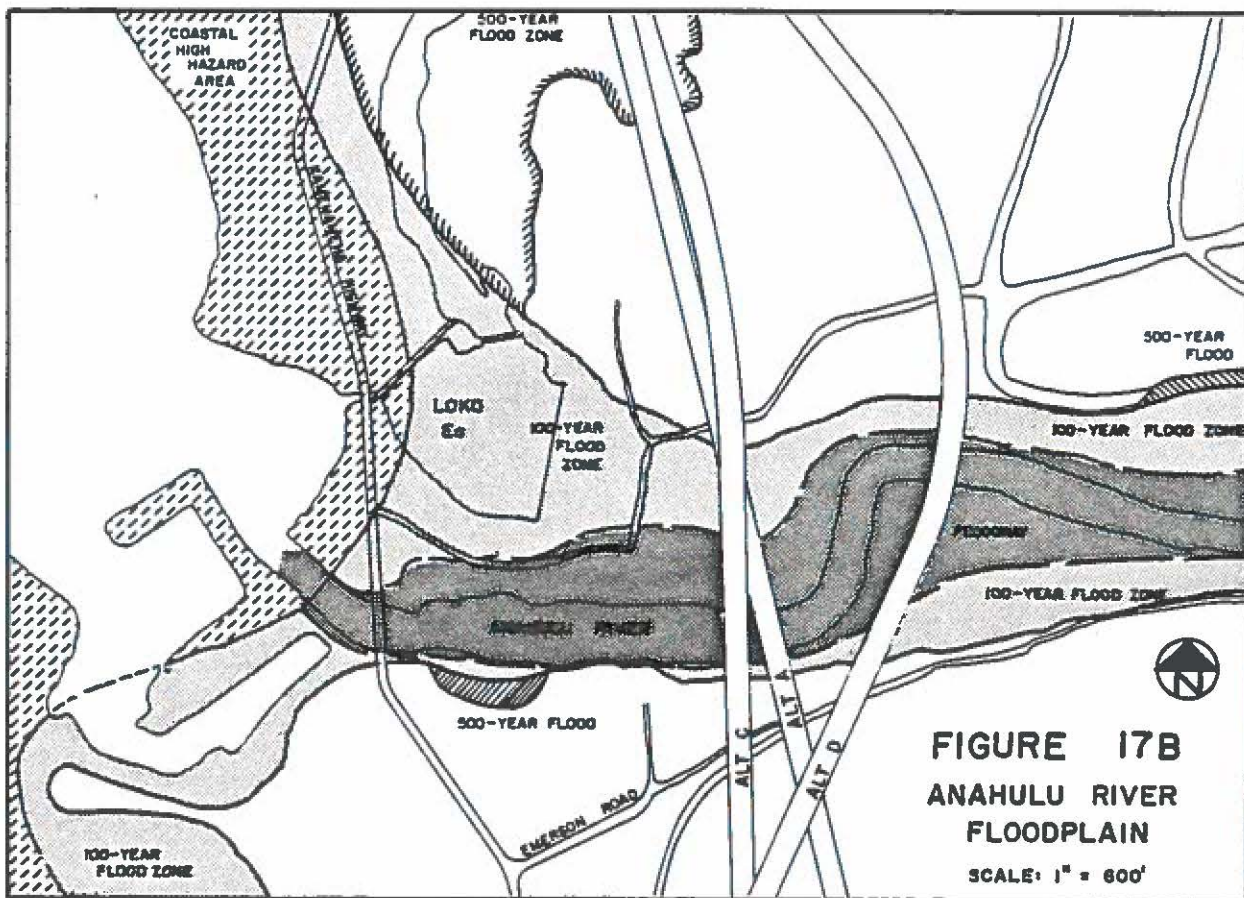 COASTAL
HIGH
HAZARD
AREA
500-YEAR
FLOOD ZONE
KAMEHAMEHA HIGHWAY
LOKO
Ea
100-YEAR
FLOOD
ZONE
500-YEAR
FLOOD
100-YEAR FLOOD ZONE
FLOODWAY
100-YEAR FLOOD ZONE
ANAHULU RIVER
500-YEAR FLOOD
ALT C
ALT A
ALT D
EMERSON ROAD
100-YEAR
FLOOD ZONE
N
FIGURE 17B
ANAHULU RIVER
FLOODPLAIN
SCALE: 1" = 600'